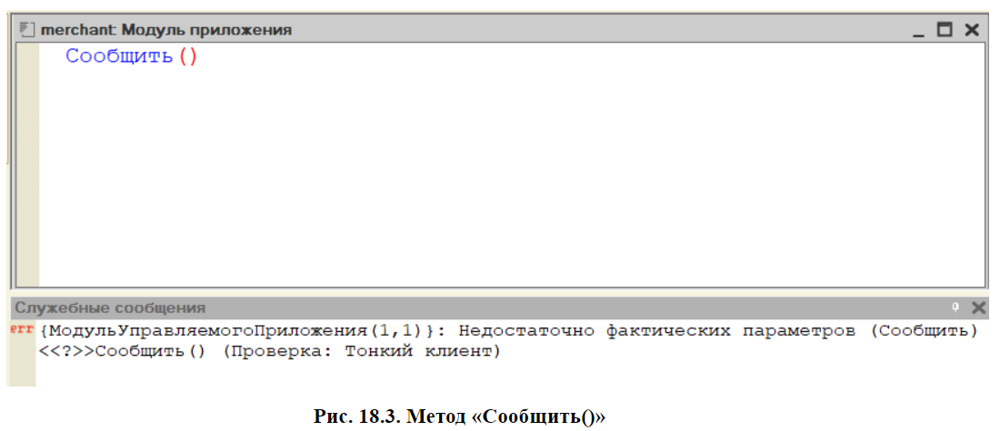 merchant: Модуль приложения
Сообщить()
Служебные сообщения
err {МодульУправляемогоПриложения(1,1)}: Недостаточно фактических параметров (Сообщить)
<<?>>Сообщить() (Проверка: Тонкий клиент)
Рис. 18.3. Метод «Сообщить()»